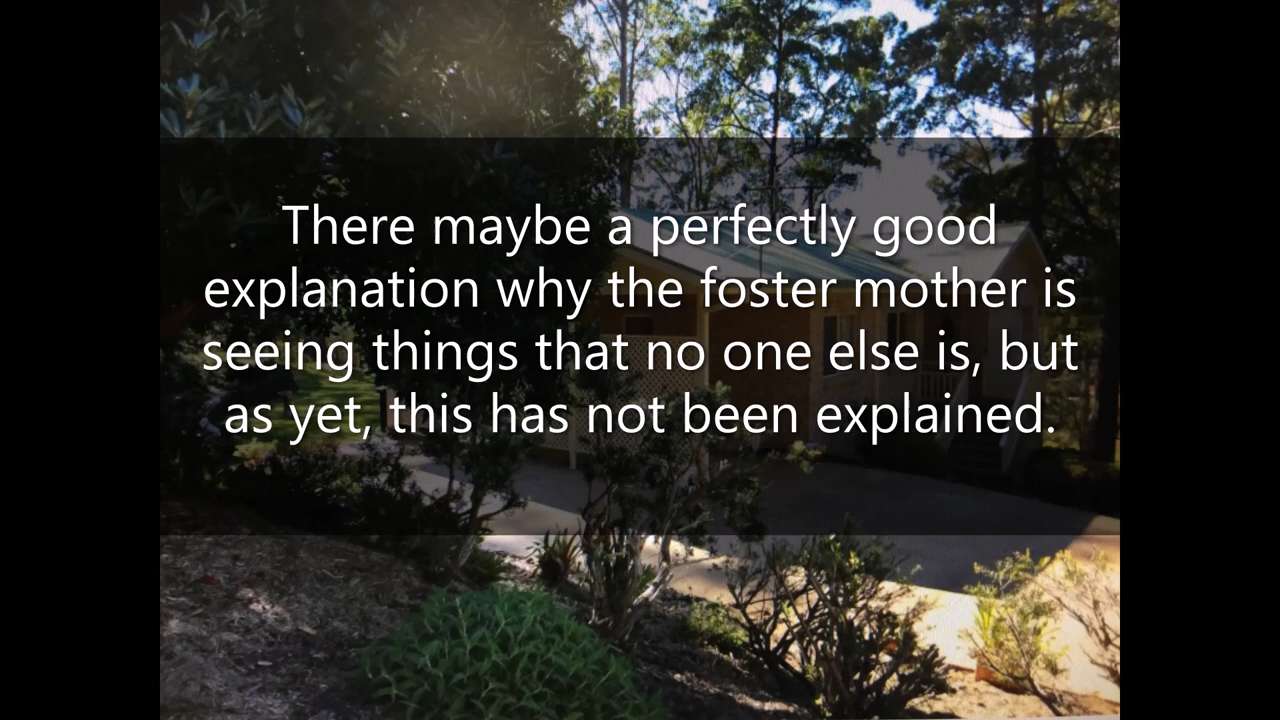 There maybe a perfectly good
explanation why the foster mother is
seeing things that no one else is, but
as yet, this has not been explained.